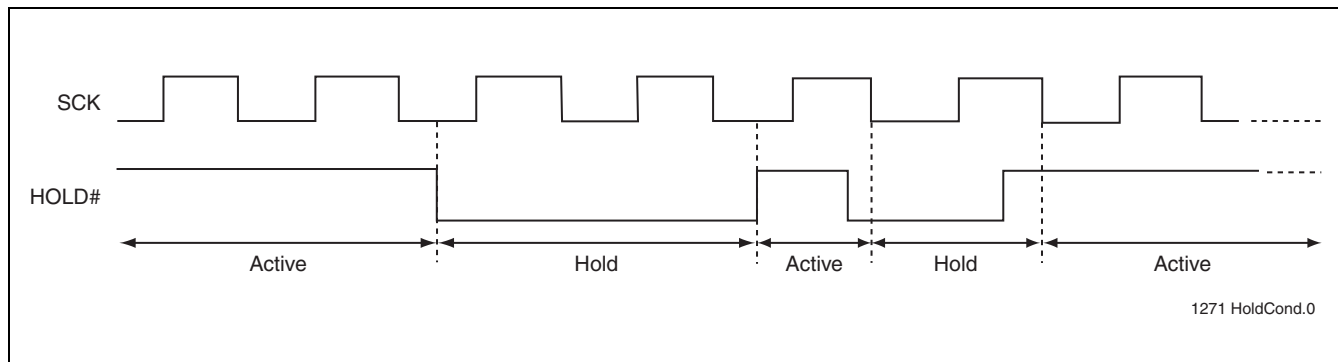 SCK
HOLD#
Active
Hold
Active
Hold
Active
1271 HoldCond.0